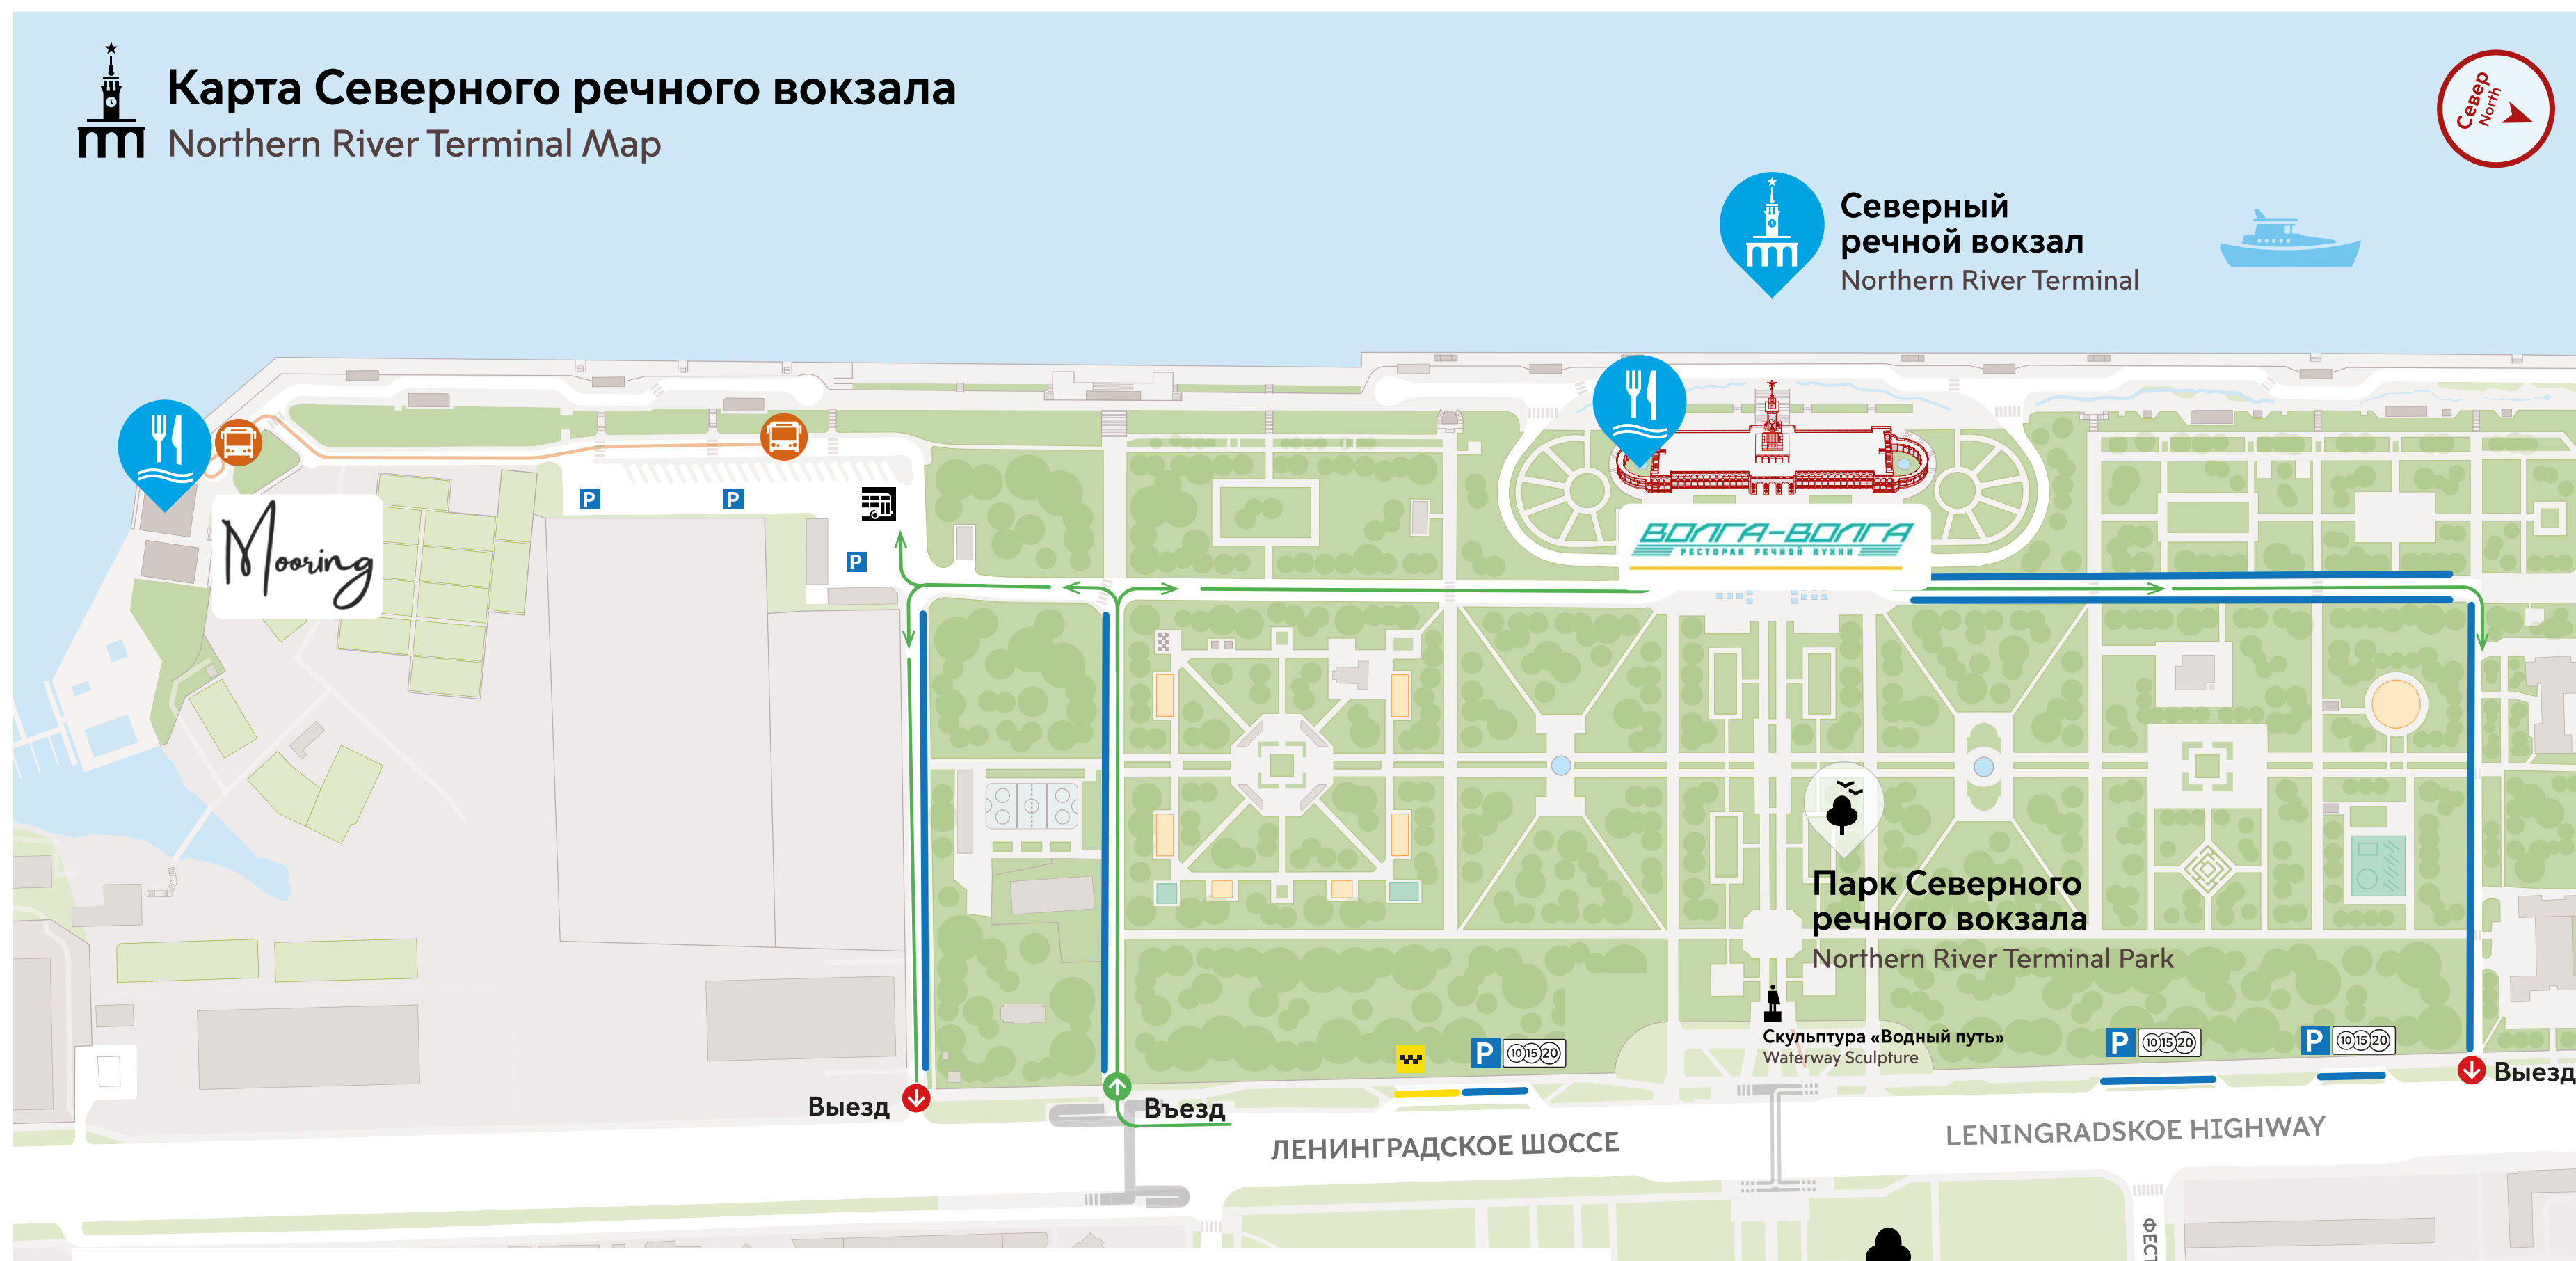 Карта Северного речного вокзала
Northern River Terminal Map
Север
North
Северный
речной вокзал
Northern River Terminal
Mooring
P
P
P
ВОЛГА-ВОЛГА
РЕСТОРАН РЕЧНОЙ КУХНИ
Парк Северного
речного вокзала
Northern River Terminal Park
Скульптура «Водный путь»
Waterway Sculpture
P 10 15 20
P 10 15 20
P 10 15 20
Выезд
Въезд
Выезд
ЛЕНИНГРАДСКОЕ ШОССЕ
LENINGRADSKOE HIGHWAY
ФЕСТ